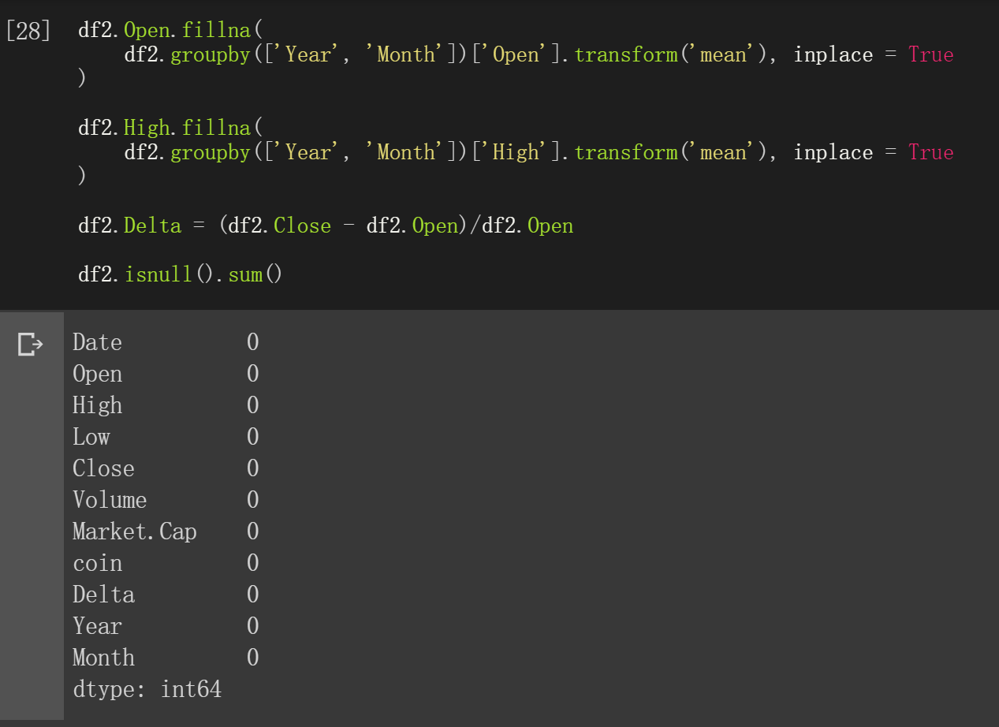 [28] df2.Open.fillna(
df2.groupby(['Year', 'Month'])['Open'].transform('mean'), inplace = True
)
df2.High.fillna(
df2.groupby(['Year', 'Month'])['High'].transform('mean'), inplace = True
)
df2.Delta = (df2.Close - df2.Open)/df2.Open
df2.isnull().sum()
Date 0
Open 0
High 0
Low 0
Close 0
Volume 0
Market.Cap 0
coin 0
Delta 0
Year 0
Month 0
dtype: int64